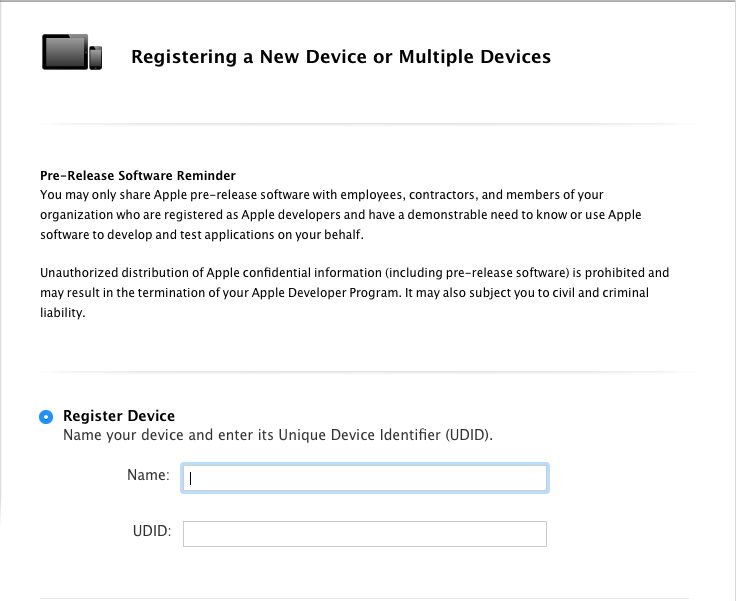 Registering a New Device or Multiple Devices
Pre-Release Software Reminder
You may only share Apple pre-release software with employees, contractors, and members of your
organization who are registered as Apple developers and have a demonstrable need to know or use Apple
software to develop and test applications on your behalf.
Unauthorized distribution of Apple confidential information (including pre-release software) is prohibited and
may result in the termination of your Apple Developer Program. It may also subject you to civil and criminal
liability.
Register Device
Name your device and enter its Unique Device Identifier (UDID).
Name:
UDID: